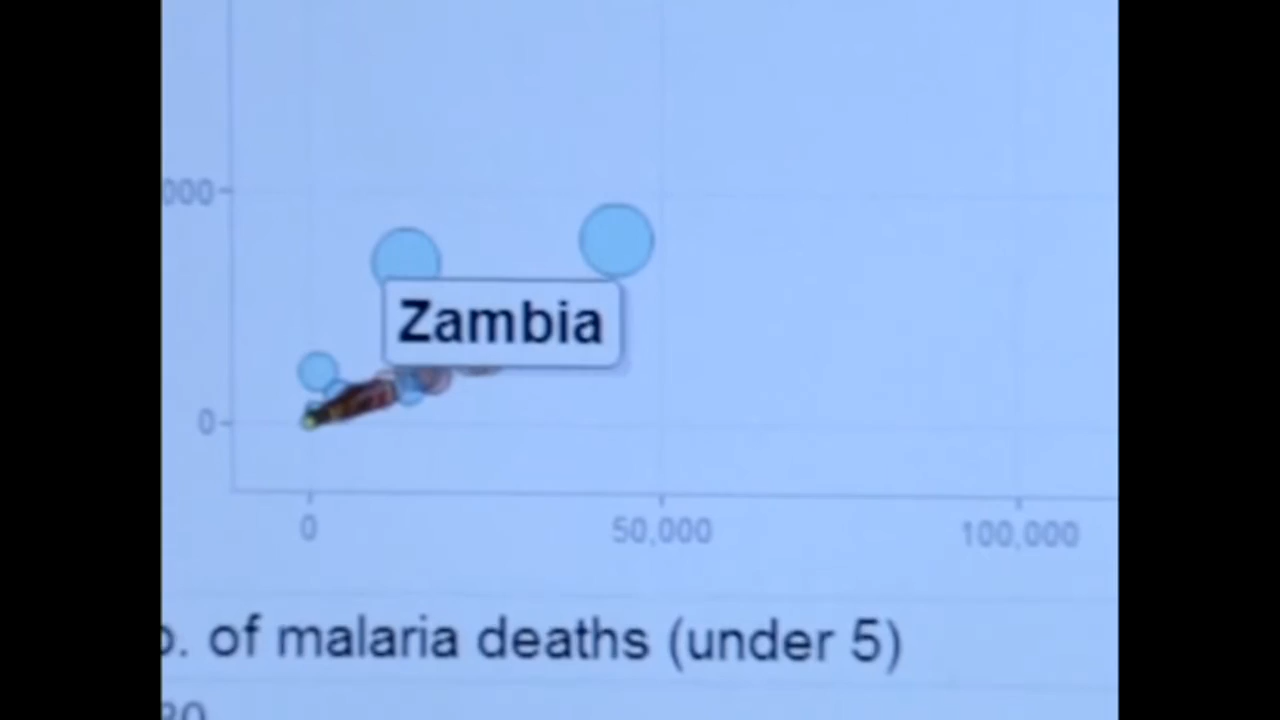 000
Zambia
0
0 50,000 100,000
o. of malaria deaths (under 5)